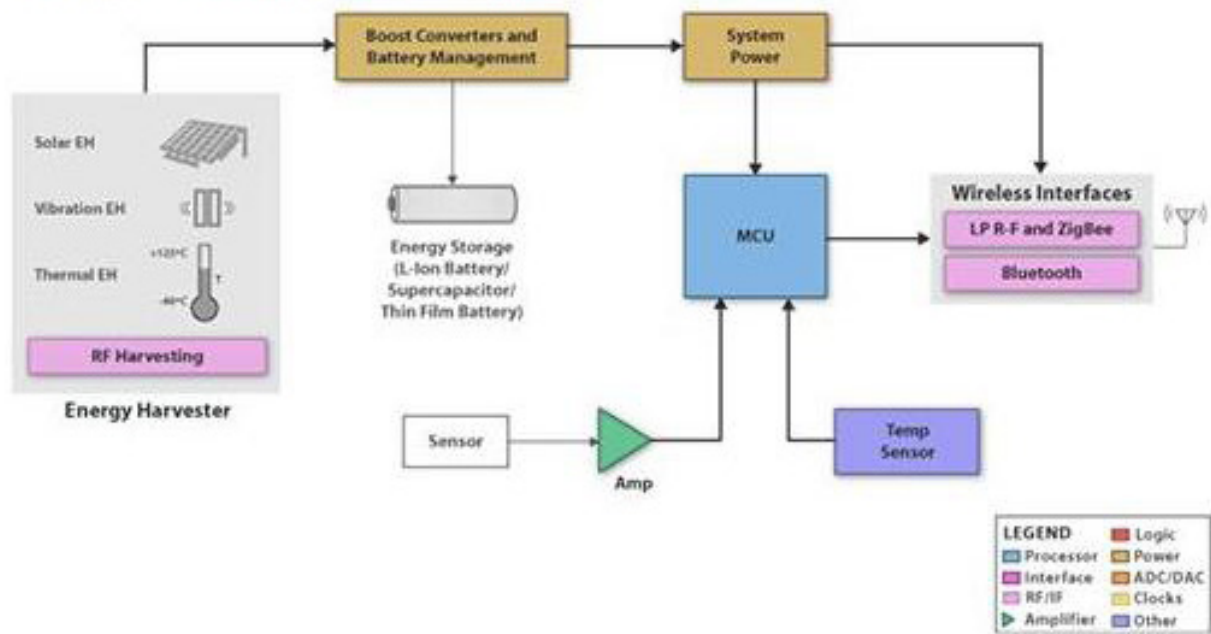 Boost Converters and
Battery Management
System
Power
Solar EH
Vibration EH
+125°C
Thermal EH
T
-40°C
RF Harvesting
Energy Harvester
Energy Storage
(L-Ion Battery/
Supercapacitor/
Thin Film Battery)
MCU
Wireless Interfaces
LP R-F and ZigBee
Bluetooth
Sensor
Amp
Temp
Sensor
LEGEND
Processor
Interface
RF/IF
Amplifier
Logic
Power
ADC/DAC
Clocks
Other